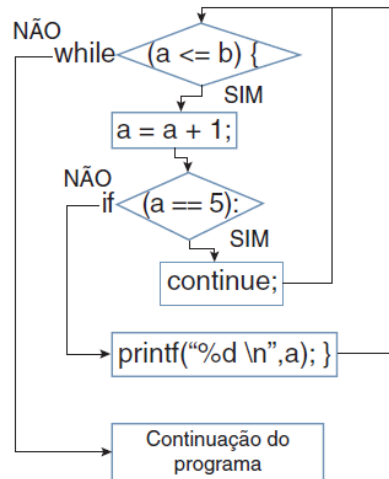 NÃO
while (a <= b) {
SIM
a = a + 1;
NÃO
if (a == 5):
SIM
continue;
printf(“%d \n”,a); }
Continuação do
programa